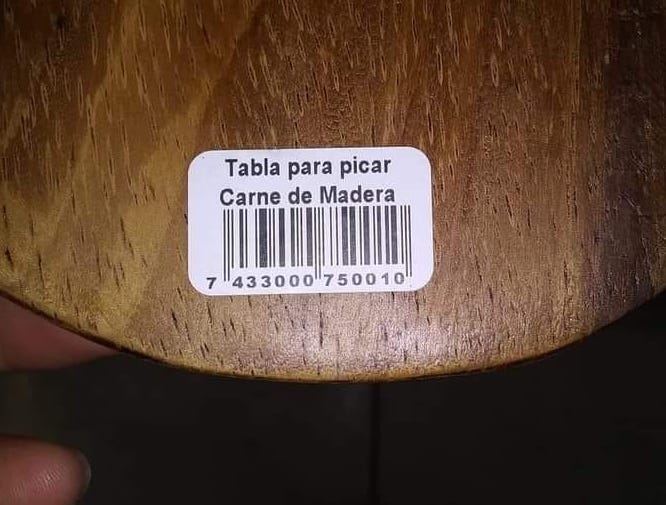 Tabla para picar
Carne de Madera
7 433000 750010